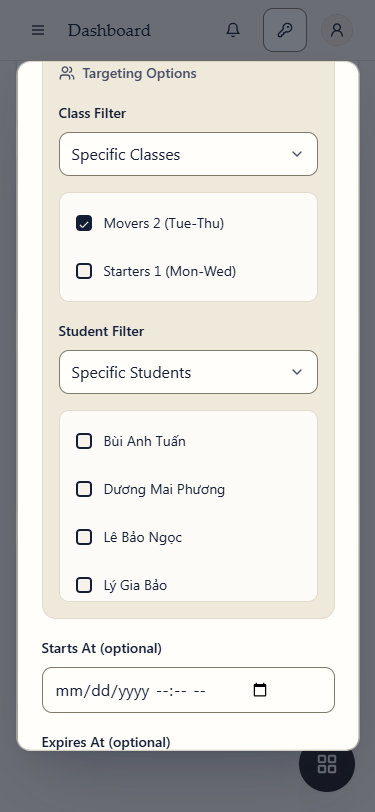 Dashboard
Targeting Options
Class Filter
Specific Classes
Movers 2 (Tue-Thu)
Starters 1 (Mon-Wed)
Student Filter
Specific Students
Bùi Anh Tuấn
Dương Mai Phương
Lê Bảo Ngọc
Lý Gia Bảo
Starts At (optional)
mm/dd/yyyy --:-- --
Expires At (optional)